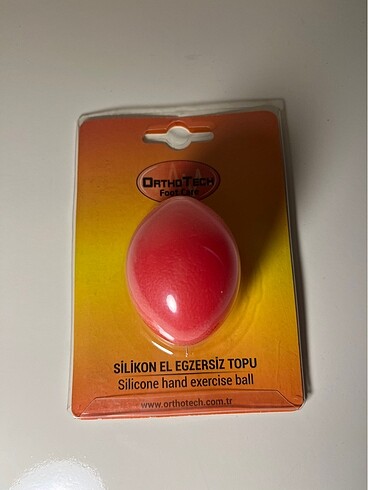 ORTHOTECH
Foot Care
SİLİKON EL EGZERSİZ TOPU
Silicone hand exercise ball
www.orthotech.com.tr